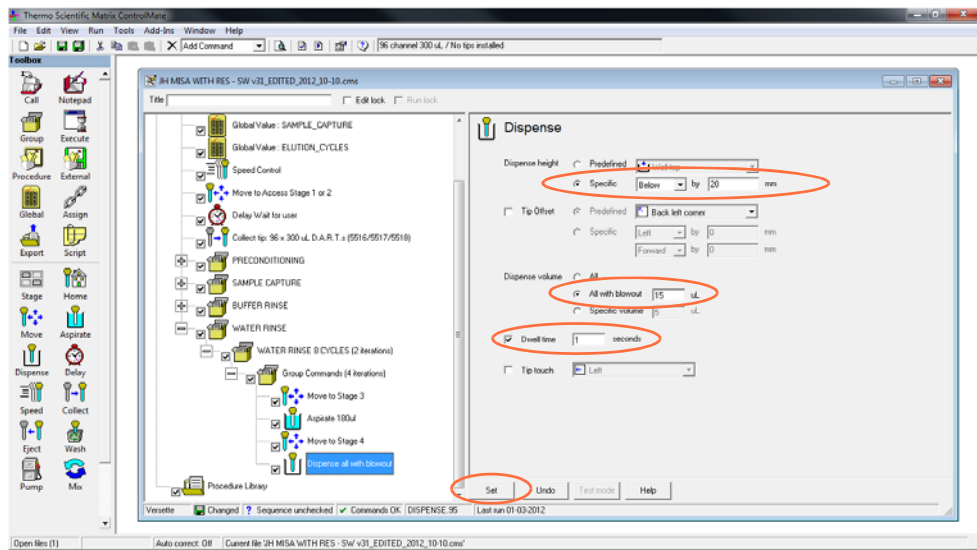 Thermo Scientific Matrix ControlMate
File Edit View Run Tools Add-Ins Window Help
Add Command 96 channel 300 uL / No tips installed
Toolbox
Call Notepad
Group Execute
Procedure External
Global Assign
Export Script
Stage Home
Move Aspirate
Dispense Delay
Speed Collect
Eject Wash
Pump Mix
JH MISA WITH RES - SW v31_EDITED_2012_10-10.cms
Title Edit lock Run lock
Global Value : SAMPLE_CAPTURE
Global Value : ELUTION_CYCLES
Speed Control
Move to Access Stage 1 or 2
Delay Wait for user
Collect tip: 96 x 300 uL D.A.R.T.s (5516/5517/5518)
PRECONDITIONING
SAMPLE CAPTURE
BUFFER RINSE
WATER RINSE
WATER RINSE 8 CYCLES (2 iterations)
Group Commands (4 iterations)
Move to Stage 3
Aspirate 180ul
Move to Stage 4
Dispense all with blowout
Procedure Library
Dispense
Dispense height Predefined Well top
Specific Below by 20 mm
Tip Offset Predefined Back left corner
Specific Left by 0 mm
Forward by 0 mm
Dispense volume All
All with blowout 15 uL
Specific volume 5 uL
Dwell time 1 seconds
Tip touch Left
Set Undo Test mode Help
Versette Changed Sequence unchecked Commands OK DISPENSE.95 Last run 01-03-2012
Open files (1) Auto correct: Off Current file 'JH MISA WITH RES - SW v31_EDITED_2012_10-10.cms'